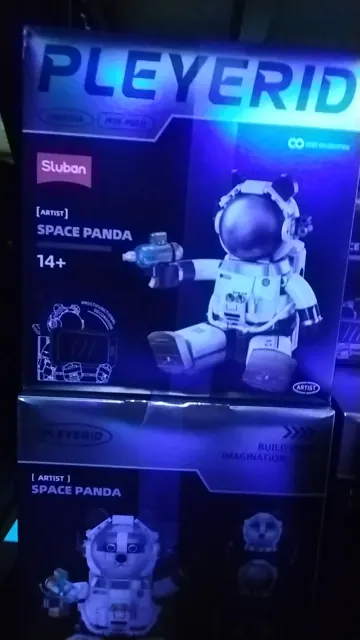 PLEYERID
Sluban
[ARTIST]
SPACE PANDA
14+
ARTIST
PLEYERID
BUILD
IMAGINATION
[ARTIST]
SPACE PANDA